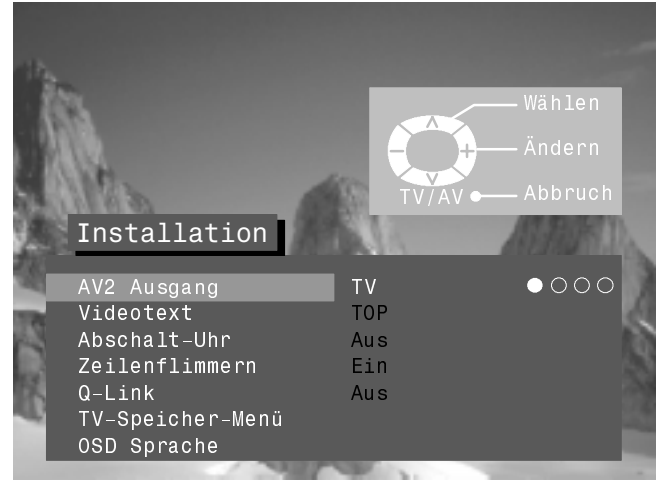 Wählen
Ändern
TV/AV Abbruch
Installation
AV2 Ausgang TV
Videotext TOP
Abschalt-Uhr Aus
Zeilenflimmern Ein
Q-Link Aus
TV-Speicher-Menü
OSD Sprache